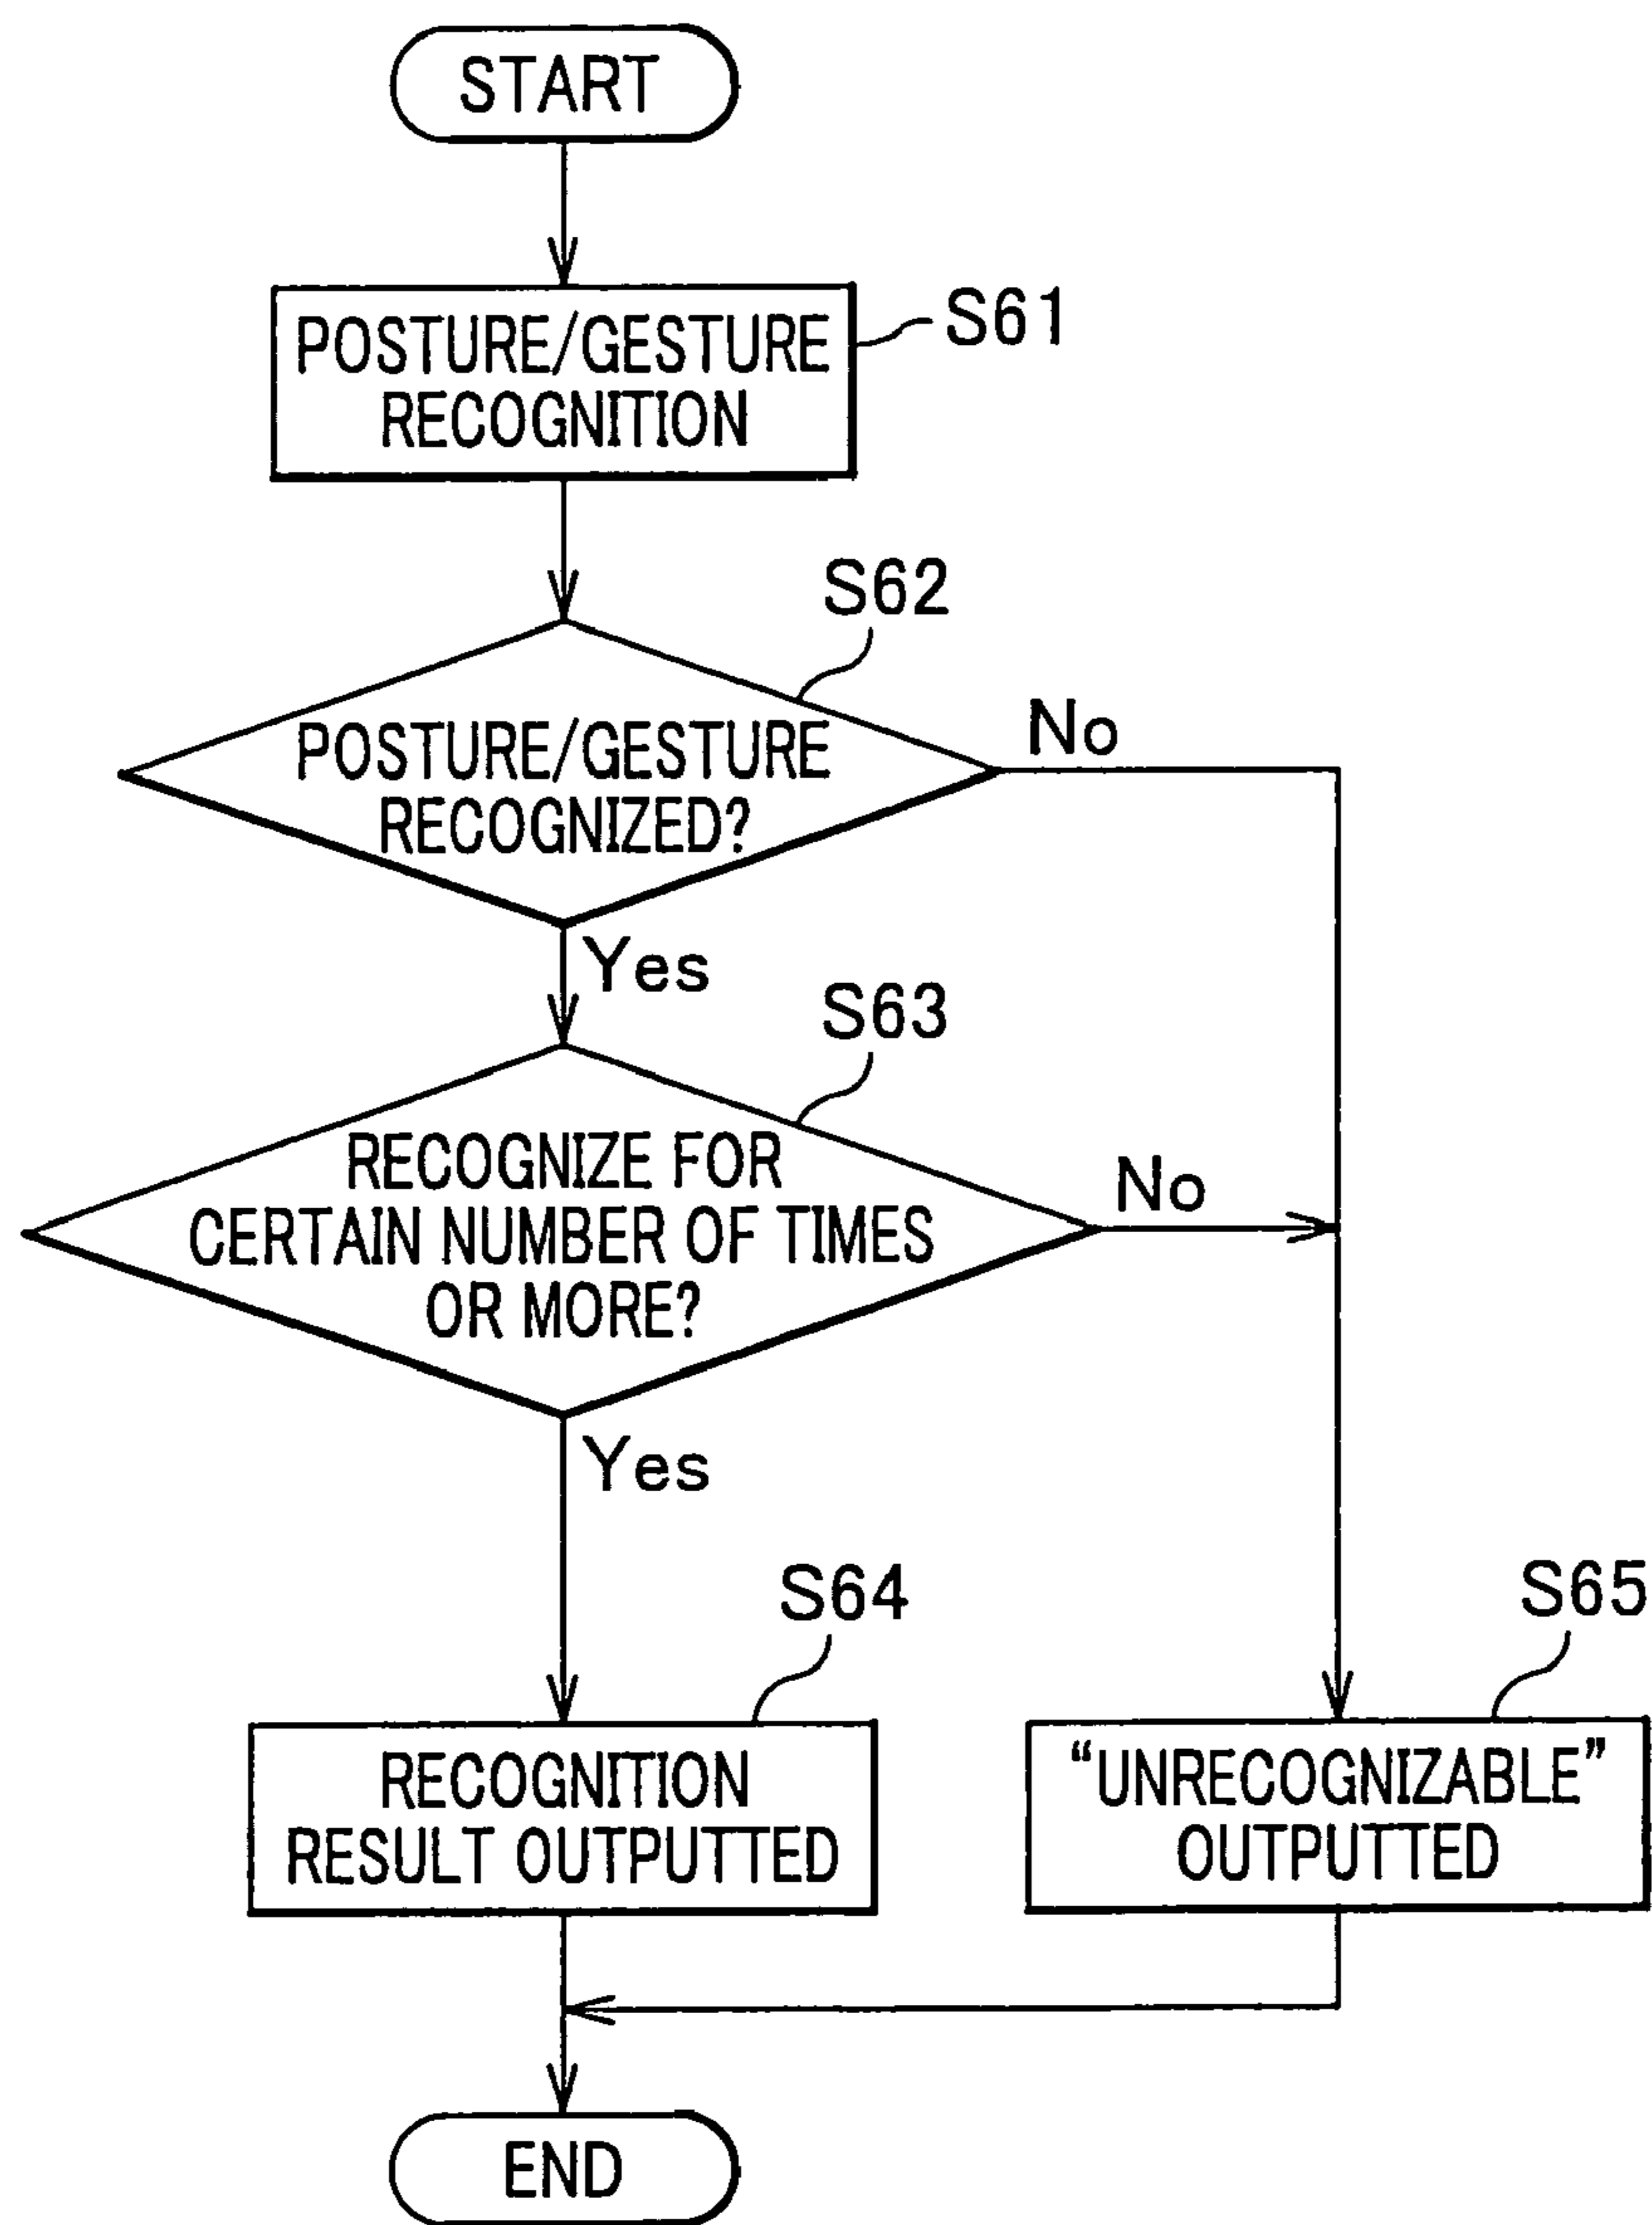 START
POSTURE/GESTURE
RECOGNITION
S61
S62
POSTURE/GESTURE
RECOGNIZED?
No
Yes
S63
RECOGNIZE FOR
CERTAIN NUMBER OF TIMES
OR MORE?
No
Yes
S64
RECOGNITION
RESULT OUTPUTTED
S65
“UNRECOGNIZABLE”
OUTPUTTED
END